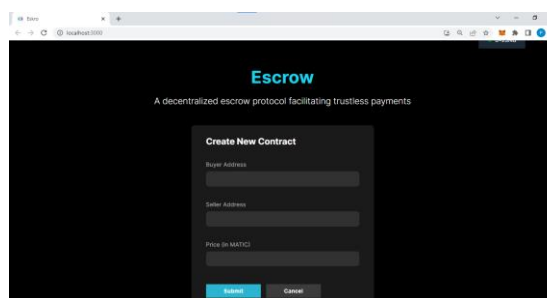 localhost:3000
Escrow
A decentralized escrow protocol facilitating trustless payments
Create New Contract
Buyer Address
Seller Address
Price (in MATIC)
Submit Cancel